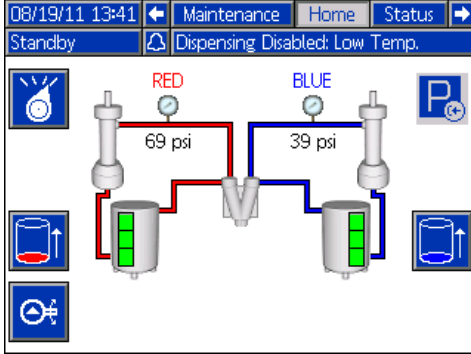 08/19/11 13:41 Maintenance Home Status
Standby Dispensing Disabled: Low Temp.
RED BLUE
69 psi 39 psi
P